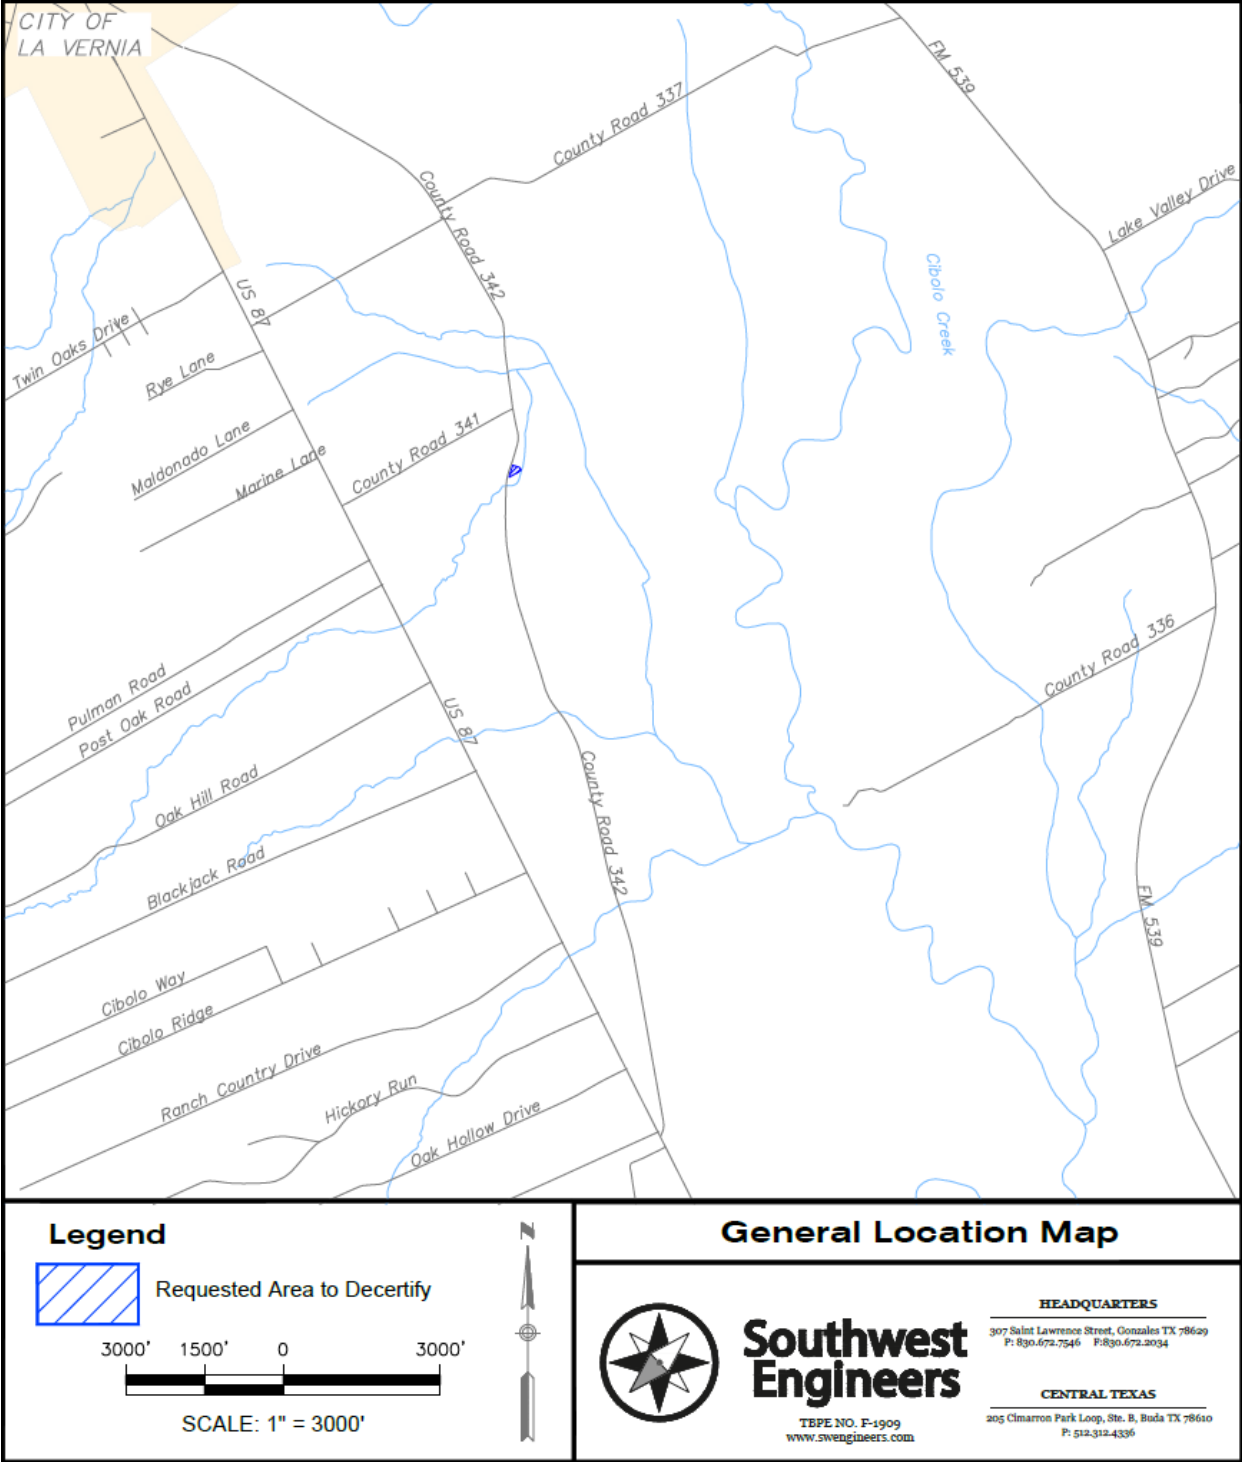 CITY OF
LA VERNIA
FM 539
County Road 337
County Road 342
Lake Valley Drive
Cibolo Creek
US 87
Twin Oaks Drive
Rye Lane
County Road 341
Maldonado Lane
Marine Lane
County Road 336
Pulman Road
Post Oak Road
US 87
Oak Hill Road
County Road 342
Blackjack Road
FM 539
Cibolo Way
Cibolo Ridge
Ranch Country Drive
Hickory Run
Oak Hollow Drive
Legend
Requested Area to Decertify
3000' 1500' 0 3000'
SCALE: 1" = 3000'
N
General Location Map
Southwest
Engineers
TBPE NO. F-1909
www.swengineers.com
HEADQUARTERS
307 Saint Lawrence Street, Gonzales TX 78629
P: 830.672.7546 F:830.672.2034
CENTRAL TEXAS
205 Cimarron Park Loop, Ste. B, Buda TX 78610
P: 512.312.4336